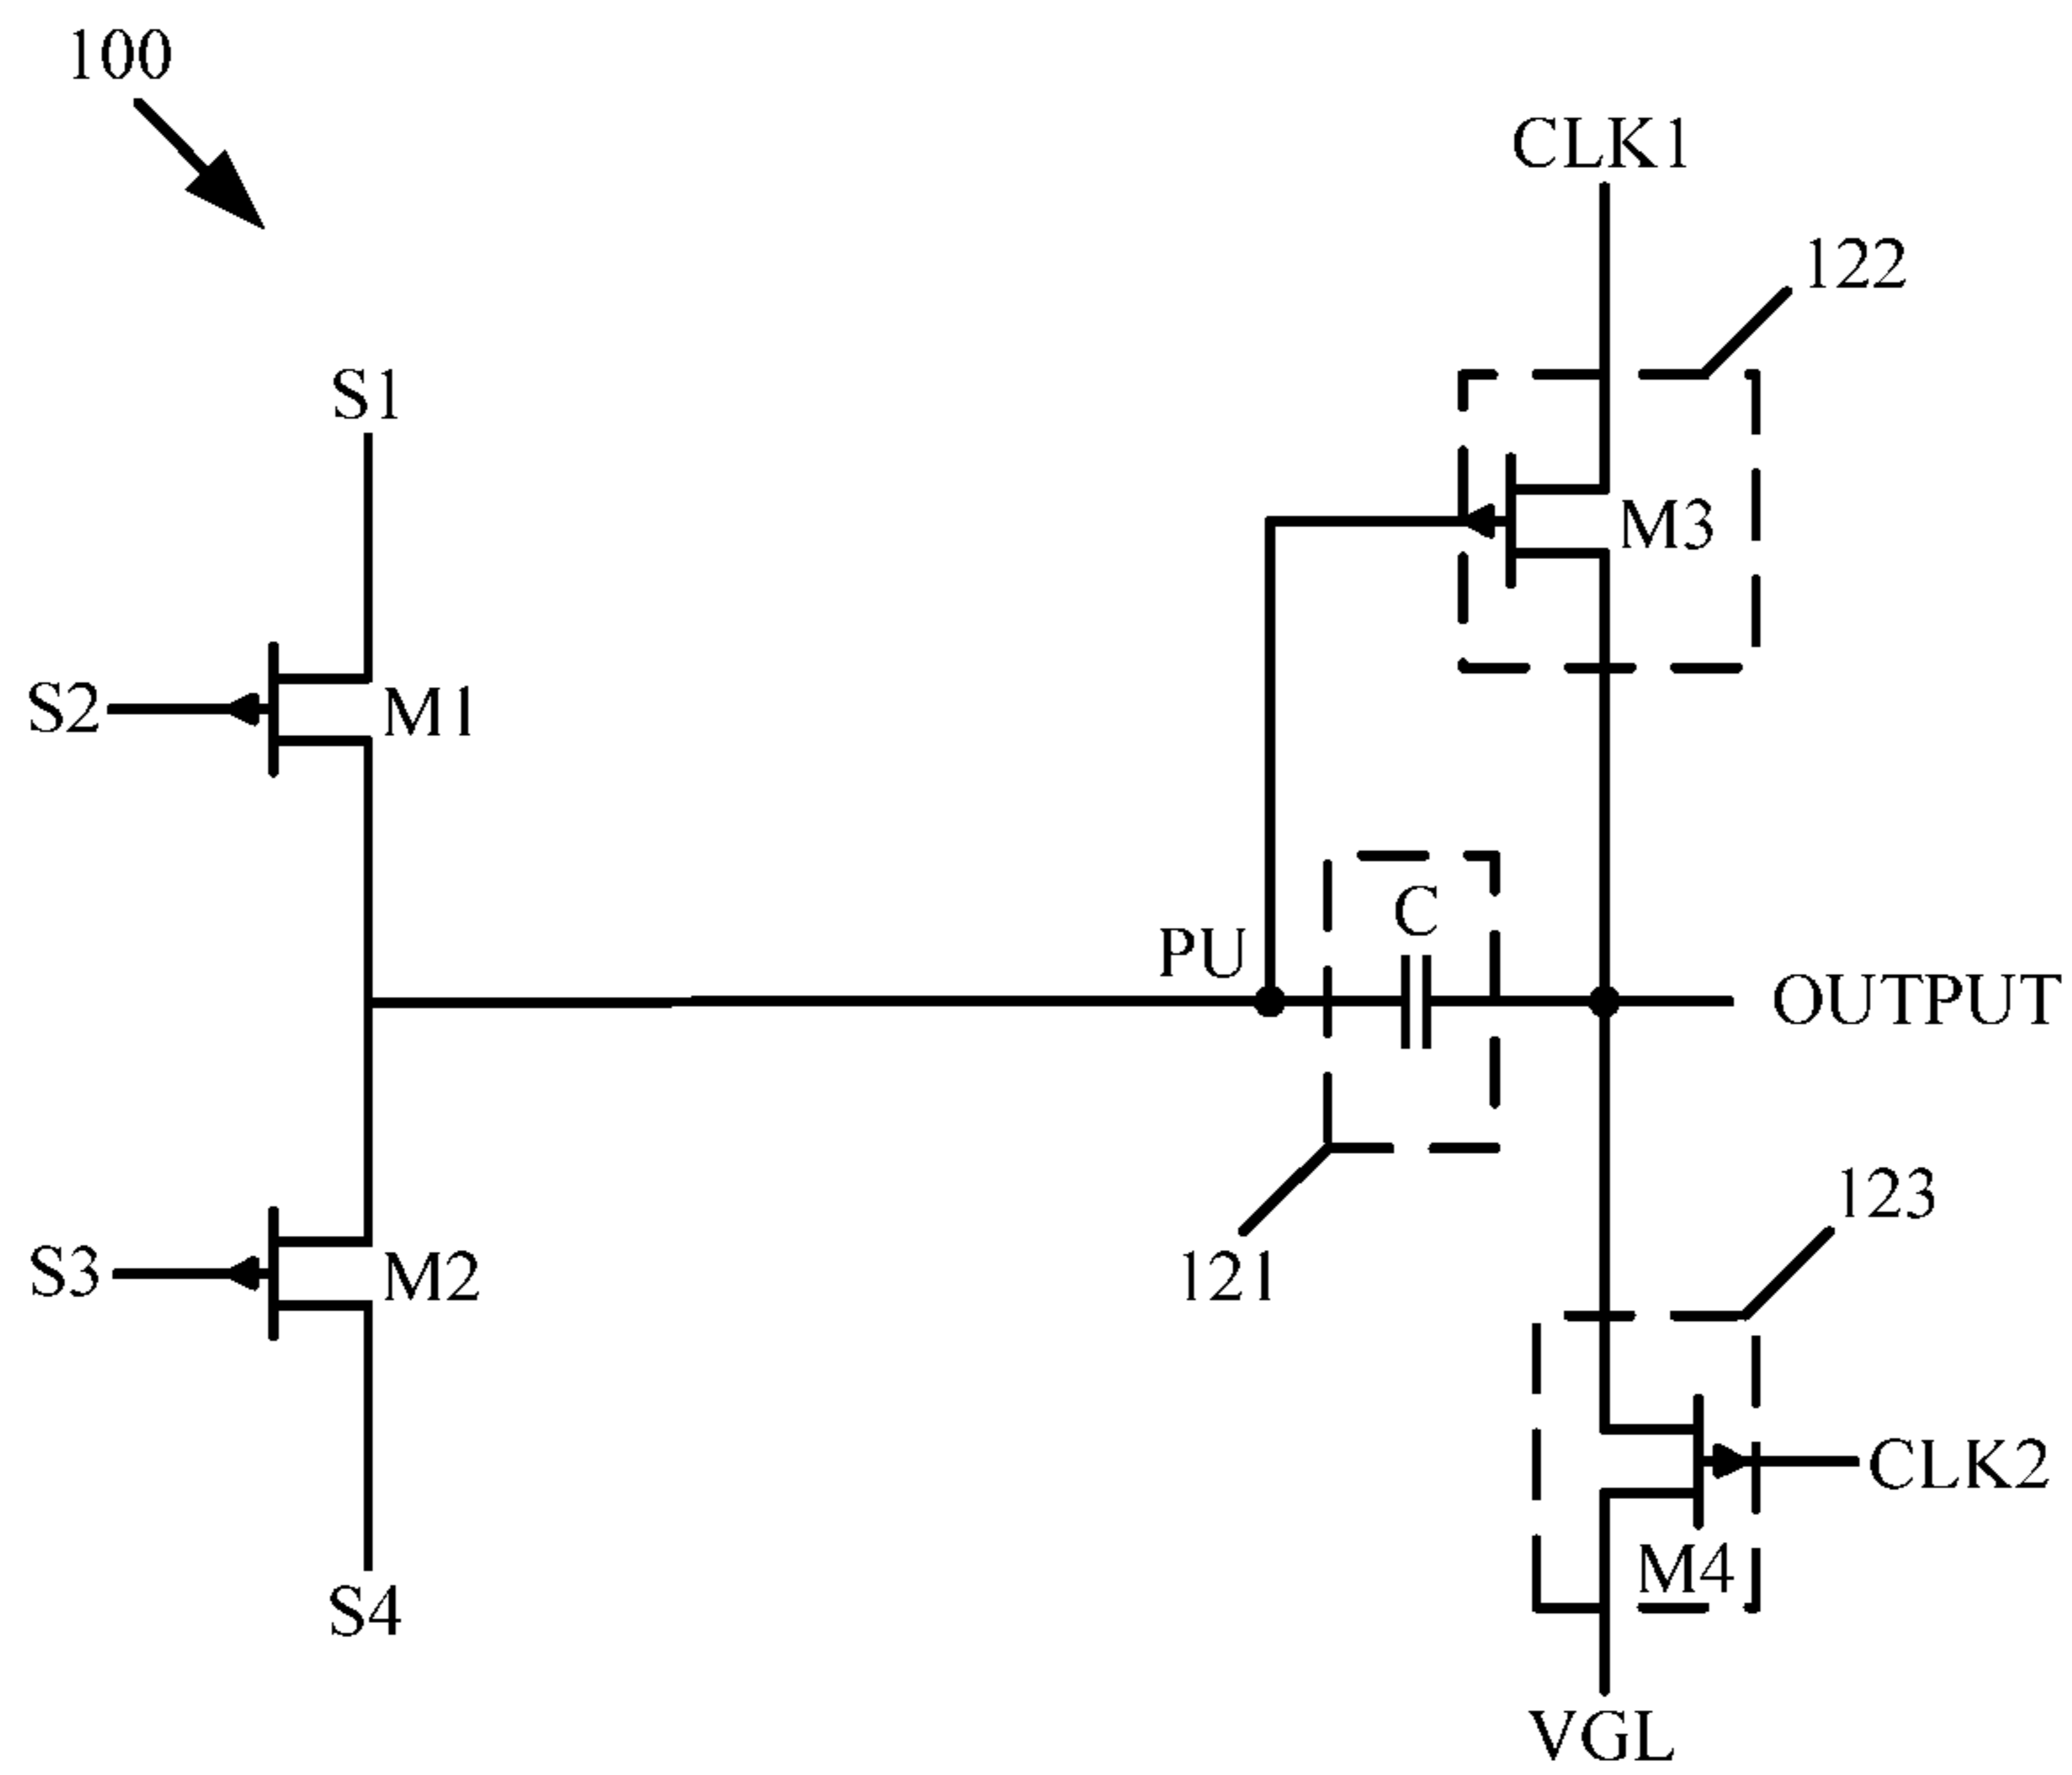 100
CLK1
122
S1
M3
S2
M1
C
PU
OUTPUT
123
S3
M2
121
CLK2
M4
S4
VGL